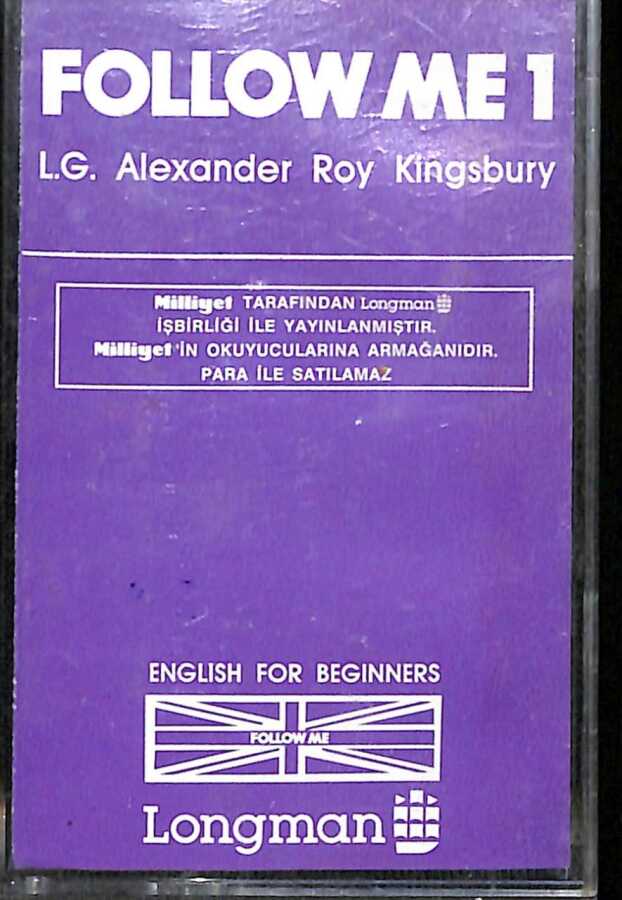 FOLLOW ME 1
L.G. Alexander Roy Kingsbury
Milliyet TARAFINDAN Longman
İŞBİRLİĞİ İLE YAYINLANMIŞTIR.
Milliyet'İN OKUYUCULARINA ARMAĞANIDIR.
PARA İLE SATILAMAZ
ENGLISH FOR BEGINNERS
FOLLOW ME
Longman